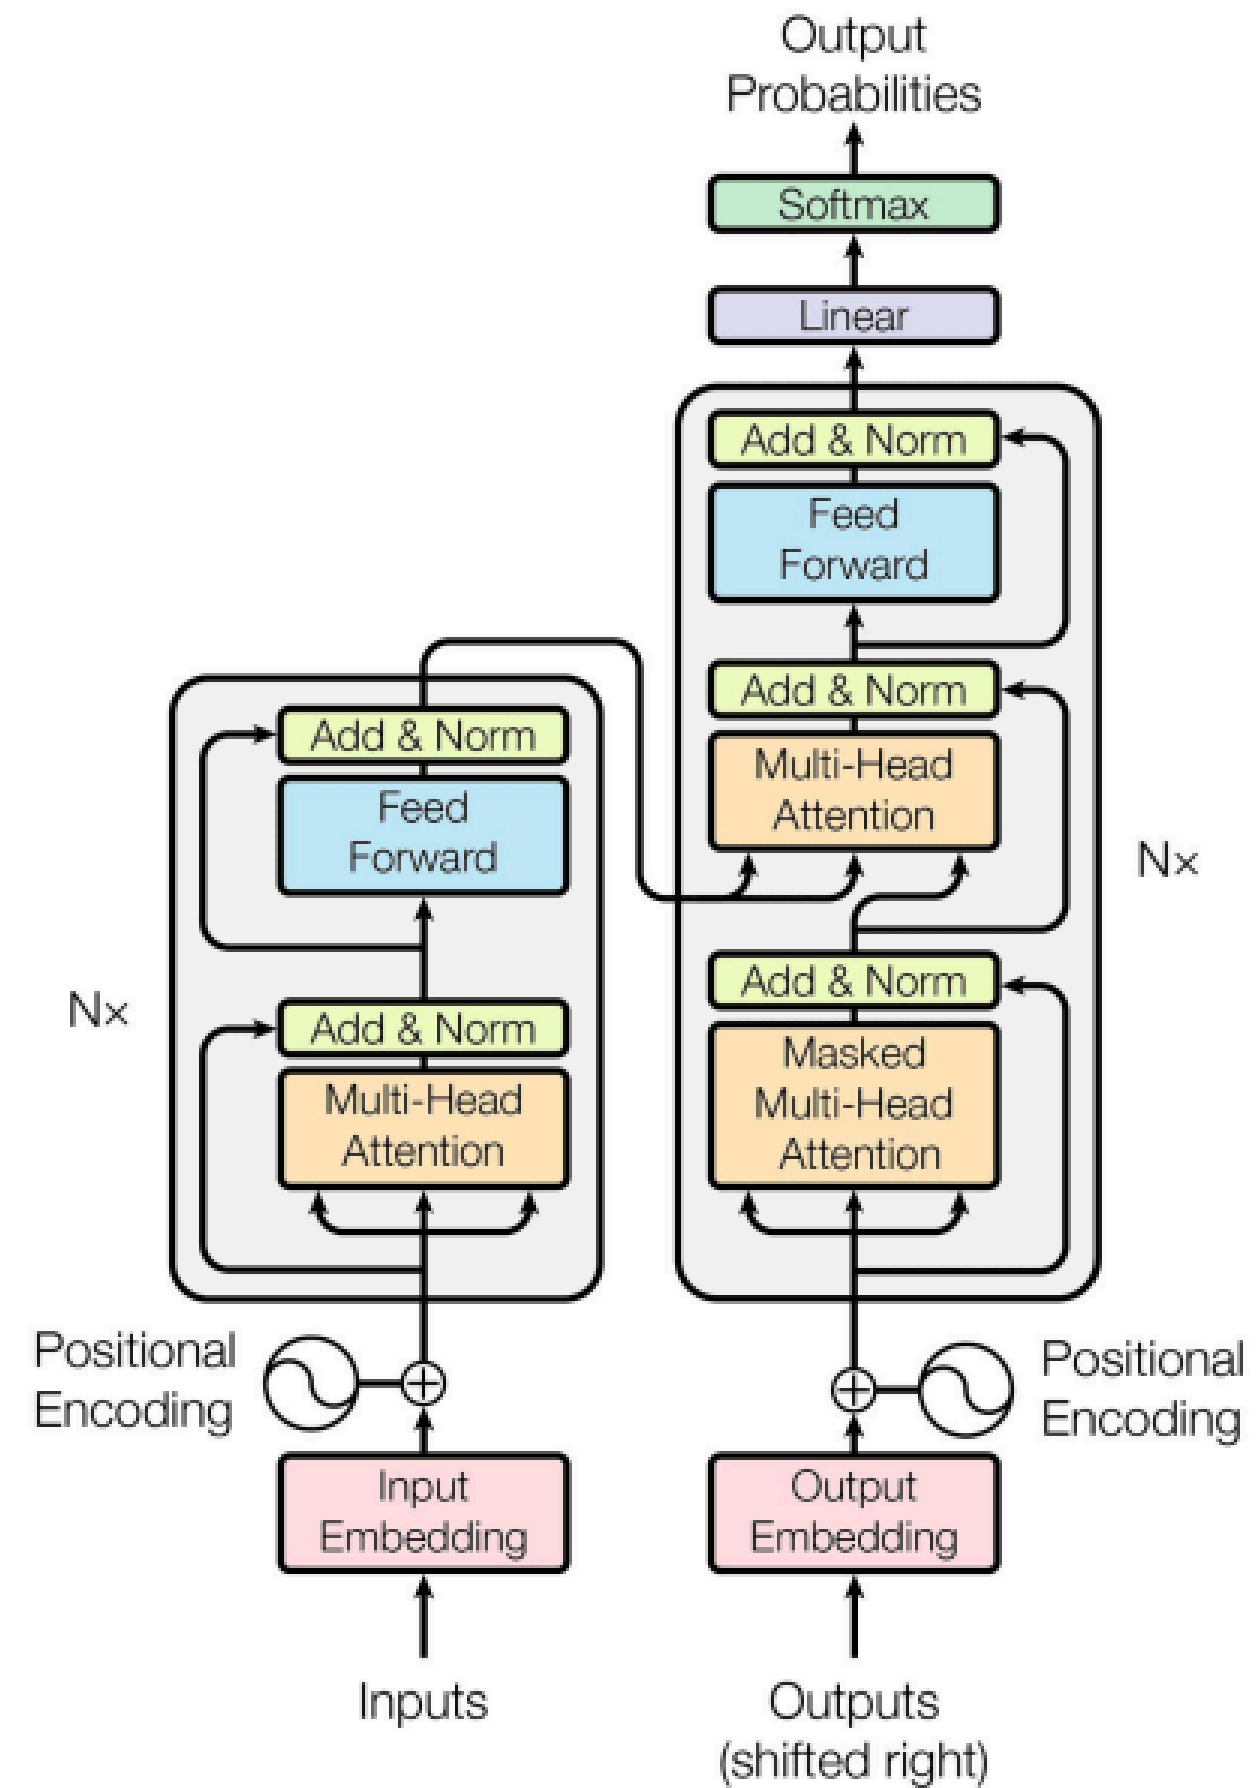 Output
Probabilities
Softmax
Linear
Add & Norm
Feed
Forward
Add & Norm
Multi-Head
Attention
Nx
Add & Norm
Masked
Multi-Head
Attention
Add & Norm
Feed
Forward
Nx
Add & Norm
Multi-Head
Attention
Positional
Encoding
Positional
Encoding
Input
Embedding
Output
Embedding
Inputs
Outputs
(shifted right)